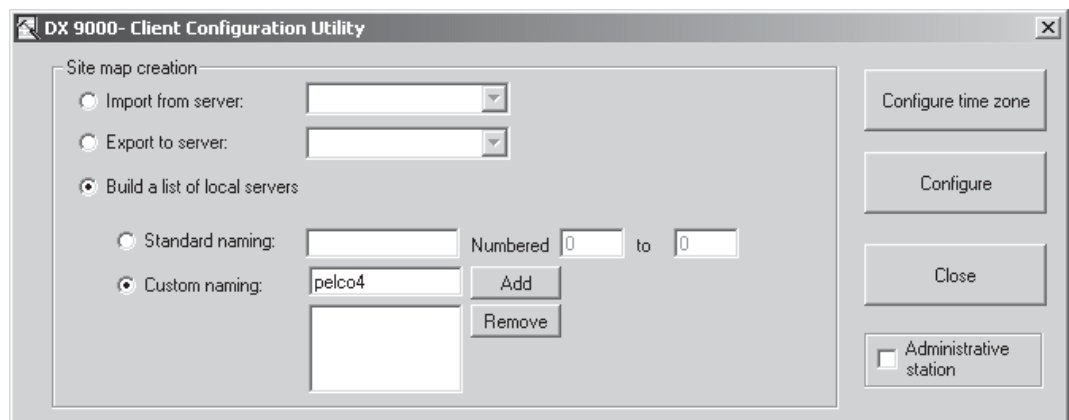 DX 9000- Client Configuration Utility
Site map creation
Import from server:
Export to server:
Build a list of local servers
Standard naming:
Numbered 0 to 0
Custom naming:
pelco4
Add
Remove
Configure time zone
Configure
Close
Administrative
station